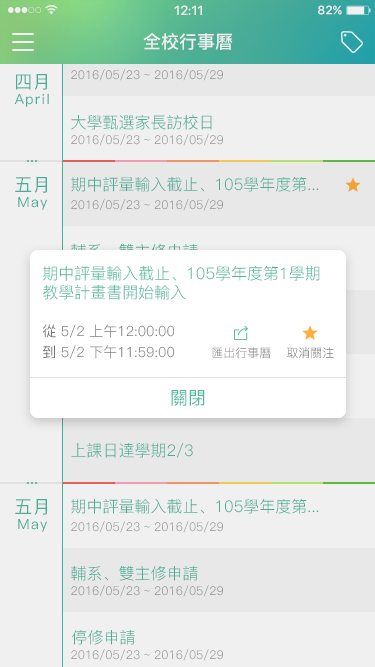 12:11
82%
全校行事曆
四月
April
2016/05/23 ~ 2016/05/29
大學甄選家長訪校日
2016/05/23 ~ 2016/05/29
五月
May
期中評量輸入截止、105學年度第...
2016/05/23 ~ 2016/05/29
輔系、雙主修申請
期中評量輸入截止、105學年度第1學期
教學計畫書開始輸入
從 5/2 上午12:00:00
到 5/2 下午11:59:00
匯出行事曆
取消關注
關閉
上課日達學期2/3
五月
May
期中評量輸入截止、105學年度第...
2016/05/23 ~ 2016/05/29
輔系、雙主修申請
2016/05/23 ~ 2016/05/29
停修申請
2016/05/23 ~ 2016/05/29